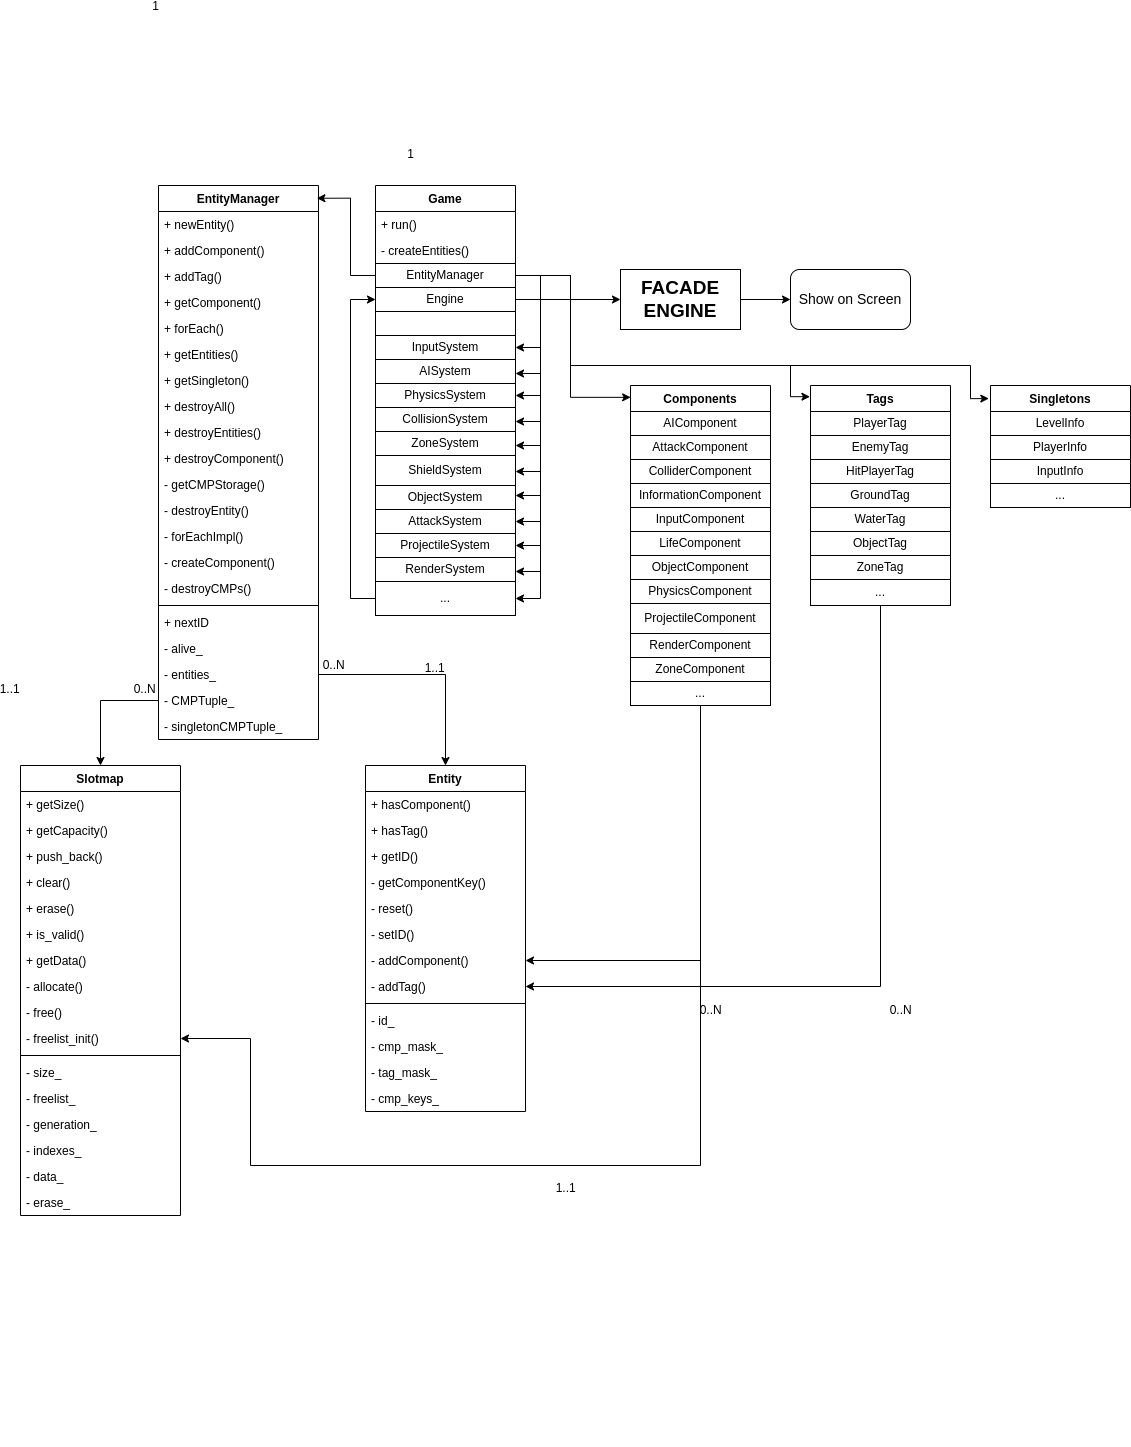 1
1
EntityManager
+ newEntity()
+ addComponent()
+ addTag()
+ getComponent()
+ forEach()
+ getEntities()
+ getSingleton()
+ destroyAll()
+ destroyEntities()
+ destroyComponent()
- getCMPStorage()
- destroyEntity()
- forEachImpl()
- createComponent()
- destroyCMPs()
+ nextID
- alive_
- entities_
- CMPTuple_
- singletonCMPTuple_
Game
+ run()
- createEntities()
EntityManager
Engine
InputSystem
AISystem
PhysicsSystem
CollisionSystem
ZoneSystem
ShieldSystem
ObjectSystem
AttackSystem
ProjectileSystem
RenderSystem
...
FACADE
ENGINE
Show on Screen
Components
AIComponent
AttackComponent
ColliderComponent
InformationComponent
InputComponent
LifeComponent
ObjectComponent
PhysicsComponent
ProjectileComponent
RenderComponent
ZoneComponent
...
Tags
PlayerTag
EnemyTag
HitPlayerTag
GroundTag
WaterTag
ObjectTag
ZoneTag
...
Singletons
LevelInfo
PlayerInfo
InputInfo
...
1..1
0..N
0..N
1..1
Slotmap
+ getSize()
+ getCapacity()
+ push_back()
+ clear()
+ erase()
+ is_valid()
+ getData()
- allocate()
- free()
- freelist_init()
- size_
- freelist_
- generation_
- indexes_
- data_
- erase_
Entity
+ hasComponent()
+ hasTag()
+ getID()
- getComponentKey()
- reset()
- setID()
- addComponent()
- addTag()
- id_
- cmp_mask_
- tag_mask_
- cmp_keys_
0..N
0..N
1..1